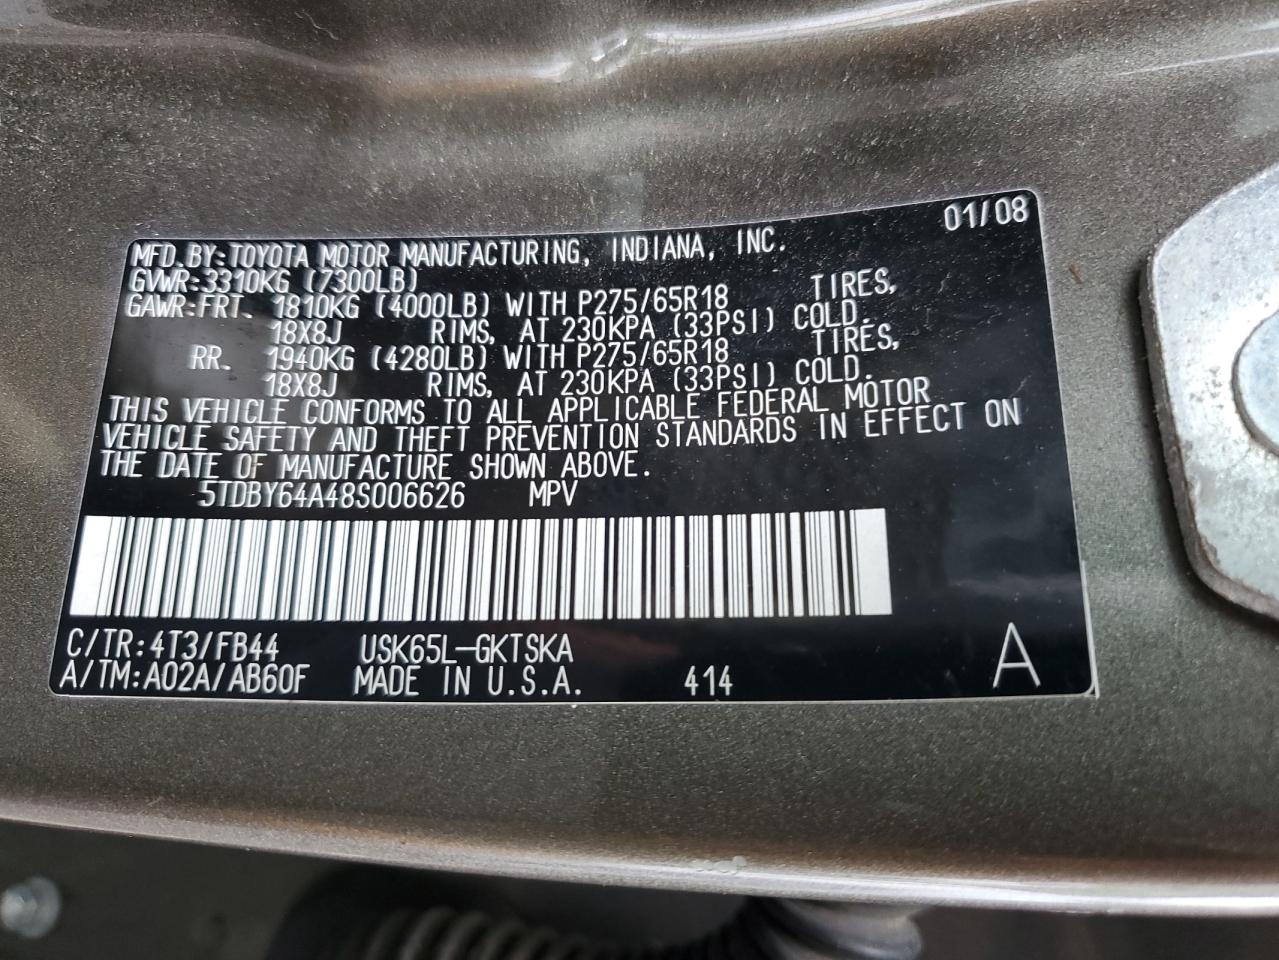 01/08
MFD.BY:TOYOTA MOTOR MANUFACTURING, INDIANA, INC.
GVWR:3310KG (7300LB)
GAWR:FRT. 1810KG (4000LB) WITH P275/65R18 TIRES,
18X8J RIMS, AT 230KPA (33PSI) COLD.
RR. 1940KG (4280LB) WITH P275/65R18 TIRES,
18X8J RIMS, AT 230KPA (33PSI) COLD.
THIS VEHICLE CONFORMS TO ALL APPLICABLE FEDERAL MOTOR
VEHICLE SAFETY AND THEFT PREVENTION STANDARDS IN EFFECT ON
THE DATE OF MANUFACTURE SHOWN ABOVE.
5TDBY64A48S006626 MPV
C/TR:4T3/FB44 USK65L-GKTSKA
A/TM:A02A/AB60F MADE IN U.S.A. 414 A